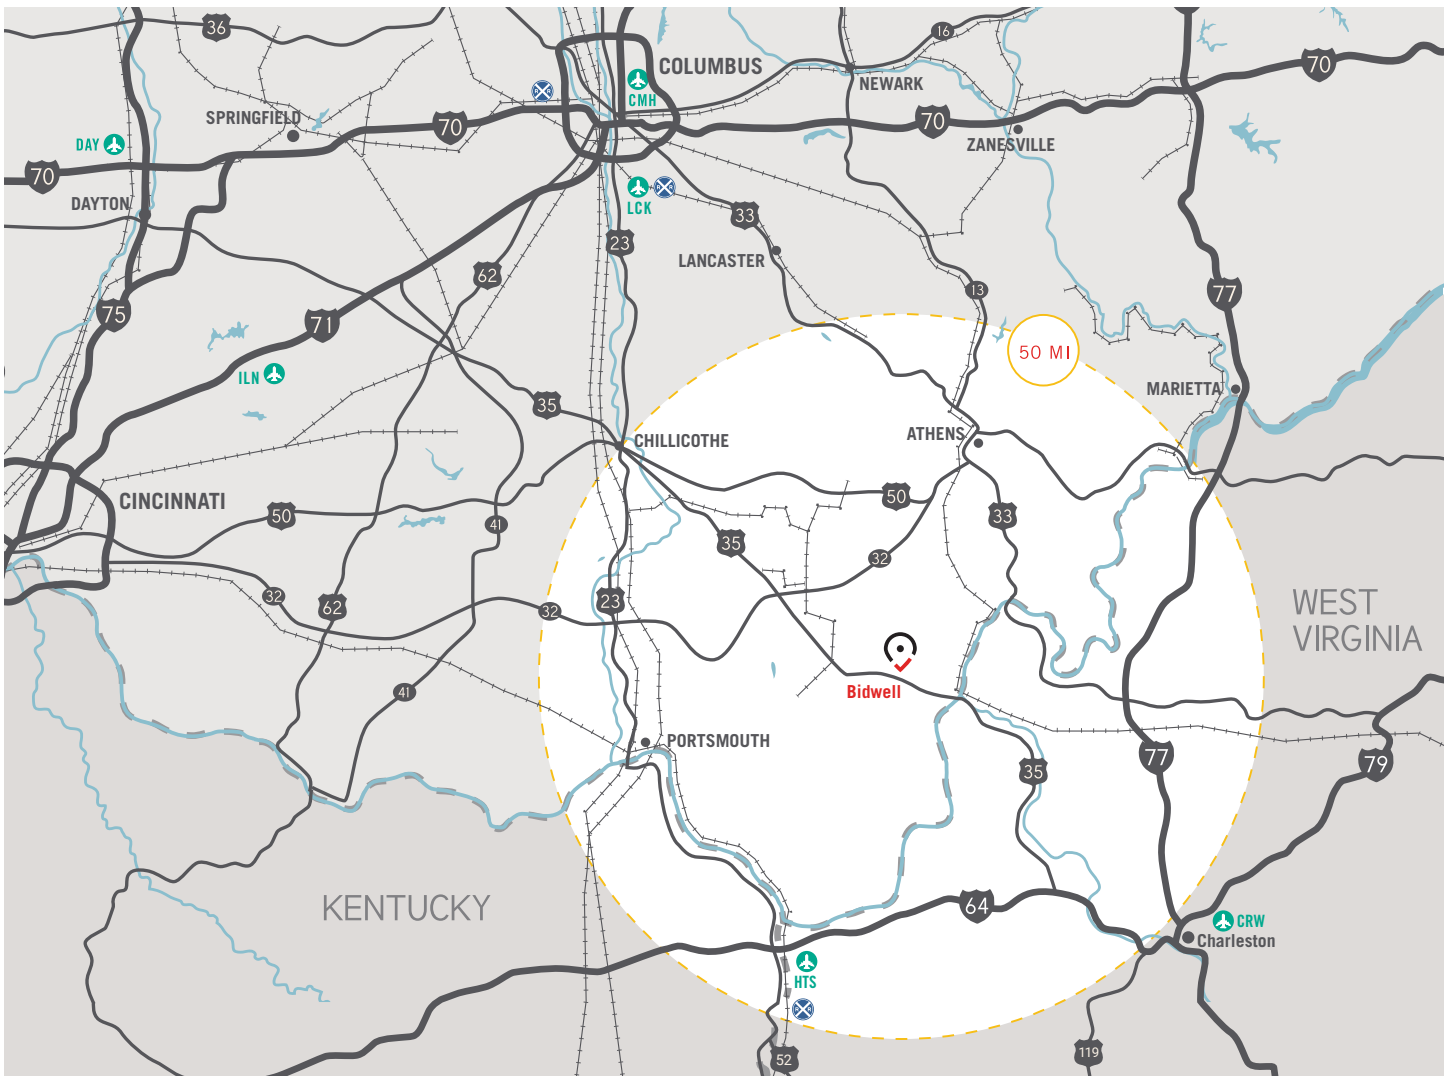 36
16
COLUMBUS
70
CMH
NEWARK
SPRINGFIELD
70
70
DAY
ZANESVILLE
70
LCK
DAYTON
33
23
LANCASTER
62
13
77
75
71
50 MI
ILN
MARIETTA
35
ATHENS
CHILLICOTHE
CINCINNATI
50
50
41
33
35
32
32
62
32
23
WEST
VIRGINIA
41
Bidwell
PORTSMOUTH
77
79
35
KENTUCKY
64
CRW
Charleston
HTS
R R
R R
R R
52
119